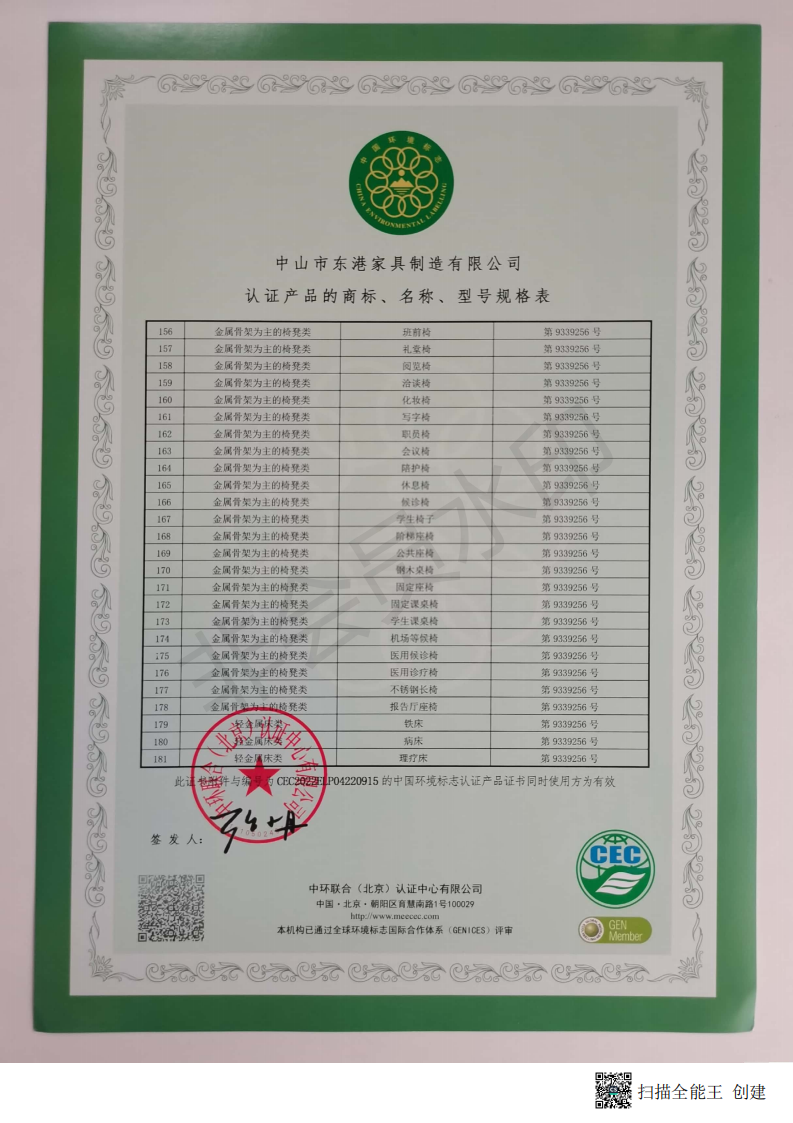 中国环境标志
CHINA ENVIRONMENTAL LABELLING
中山市东港家具制造有限公司
认证产品的商标、名称、型号规格表
156 金属骨架为主的椅凳类 班前椅 第 9339256 号
157 金属骨架为主的椅凳类 礼堂椅 第 9339256 号
158 金属骨架为主的椅凳类 阅览椅 第 9339256 号
159 金属骨架为主的椅凳类 洽谈椅 第 9339256 号
160 金属骨架为主的椅凳类 化妆椅 第 9339256 号
161 金属骨架为主的椅凳类 写字椅 第 9339256 号
162 金属骨架为主的椅凳类 职员椅 第 9339256 号
163 金属骨架为主的椅凳类 会议椅 第 9339256 号
164 金属骨架为主的椅凳类 陪护椅 第 9339256 号
165 金属骨架为主的椅凳类 休息椅 第 9339256 号
166 金属骨架为主的椅凳类 候诊椅 第 9339256 号
167 金属骨架为主的椅凳类 学生椅子 第 9339256 号
168 金属骨架为主的椅凳类 阶梯座椅 第 9339256 号
169 金属骨架为主的椅凳类 公共座椅 第 9339256 号
170 金属骨架为主的椅凳类 钢木桌椅 第 9339256 号
171 金属骨架为主的椅凳类 固定座椅 第 9339256 号
172 金属骨架为主的椅凳类 固定课桌椅 第 9339256 号
173 金属骨架为主的椅凳类 学生课桌椅 第 9339256 号
174 金属骨架为主的椅凳类 机场等候椅 第 9339256 号
175 金属骨架为主的椅凳类 医用候诊椅 第 9339256 号
176 金属骨架为主的椅凳类 医用诊疗椅 第 9339256 号
177 金属骨架为主的椅凳类 不锈钢长椅 第 9339256 号
178 金属骨架为主的椅凳类 报告厅座椅 第 9339256 号
179 轻金属床类 铁床 第 9339256 号
180 轻金属床类 病床 第 9339256 号
181 轻金属床类 理疗床 第 9339256 号
非会员水印
此证书附件与编号为 CEC2022ELP04220915 的中国环境标志认证产品证书同时使用方为有效
中环联合（北京）认证中心有限公司
签 发 人：
CEC
中环联合（北京）认证中心有限公司
中国·北京·朝阳区育慧南路1号100029
http://www.meecec.com
本机构已通过全球环境标志国际合作体系（GENICES）评审
GEN
Member
扫描全能王 创建